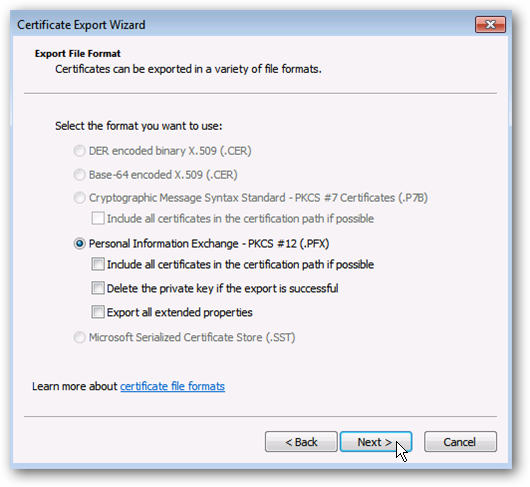 Certificate Export Wizard
Export File Format
Certificates can be exported in a variety of file formats.
Select the format you want to use:
DER encoded binary X.509 (.CER)
Base-64 encoded X.509 (.CER)
Cryptographic Message Syntax Standard - PKCS #7 Certificates (.P7B)
Include all certificates in the certification path if possible
Personal Information Exchange - PKCS #12 (.PFX)
Include all certificates in the certification path if possible
Delete the private key if the export is successful
Export all extended properties
Microsoft Serialized Certificate Store (.SST)
Learn more about certificate file formats
< Back Next > Cancel